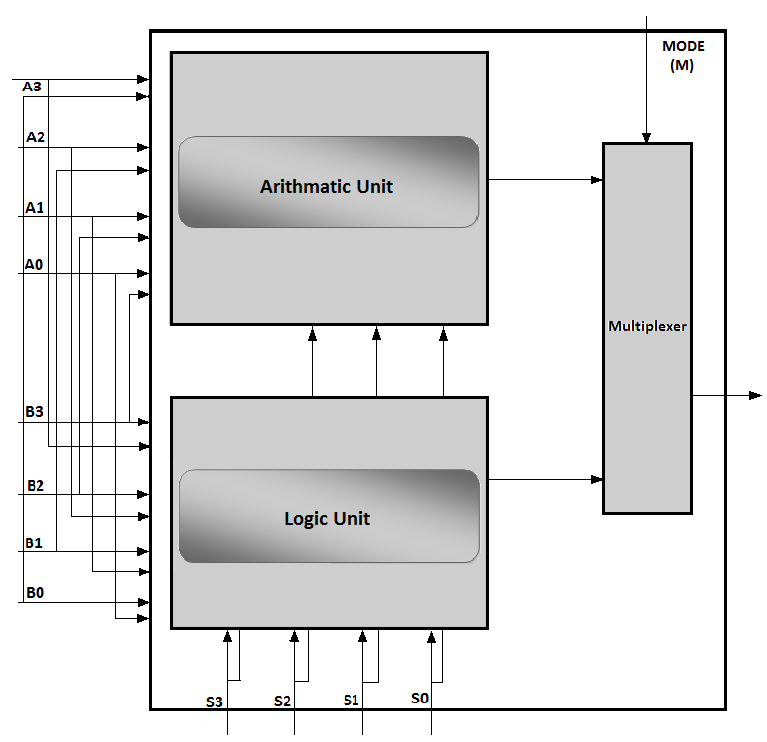 MODE
(M)
A3
A2
Arithmatic Unit
A1
A0
Multiplexer
B3
B2
Logic Unit
B1
B0
S3
S2
S1
S0